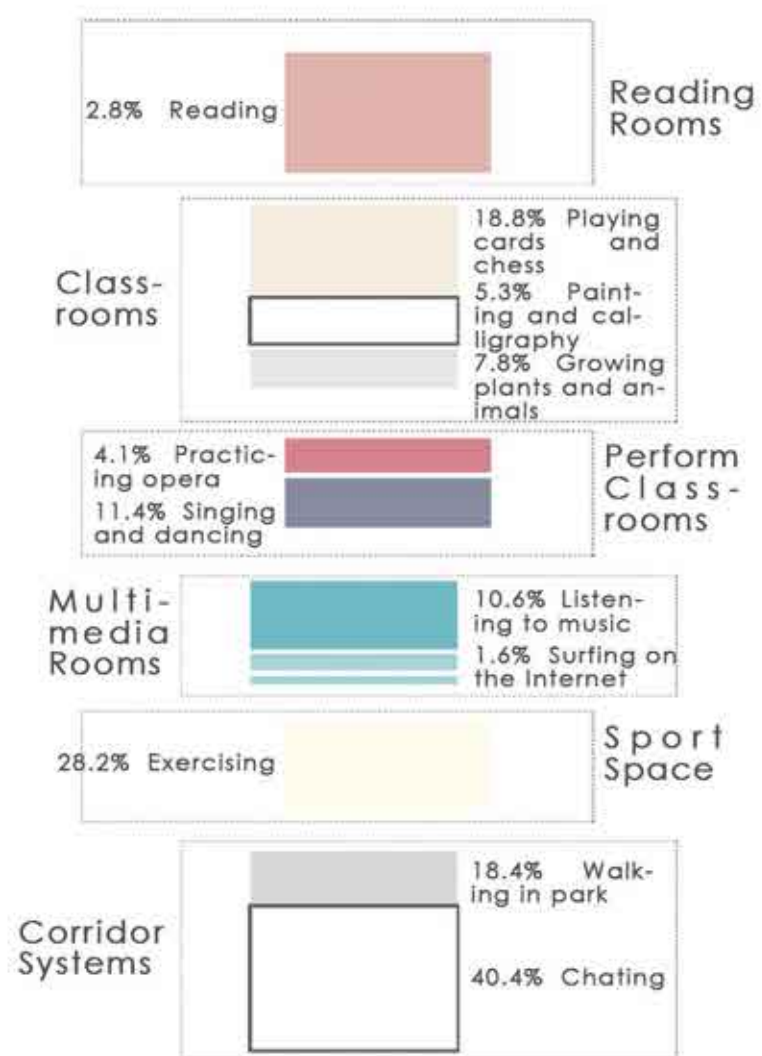 2.8% Reading
Reading
Rooms
Class-
rooms
18.8% Playing
cards and
chess
5.3% Paint-
ing and cal-
ligraphy
7.8% Growing
plants and an-
imals
4.1% Practic-
ing opera
11.4% Singing
and dancing
Perform
Class-
rooms
Multi-
media
Rooms
10.6% Listen-
ing to music
1.6% Surfing on
the Internet
28.2% Exercising
Sport
Space
Corridor
Systems
18.4% Walk-
ing in park
40.4% Chating